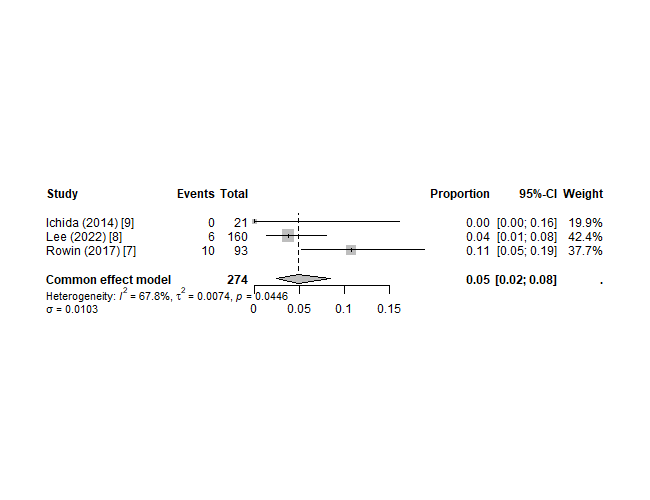 Study Events Total Proportion 95%-CI Weight
Ichida (2014) [9] 0 21 0.00 [0.00; 0.16] 19.9%
Lee (2022) [8] 6 160 0.04 [0.01; 0.08] 42.4%
Rowin (2017) [7] 10 93 0.11 [0.05; 0.19] 37.7%
Common effect model 274 0.05 [0.02; 0.08] .
Heterogeneity: I² = 67.8%, τ² = 0.0074, p = 0.0446
σ = 0.0103 0 0.05 0.1 0.15